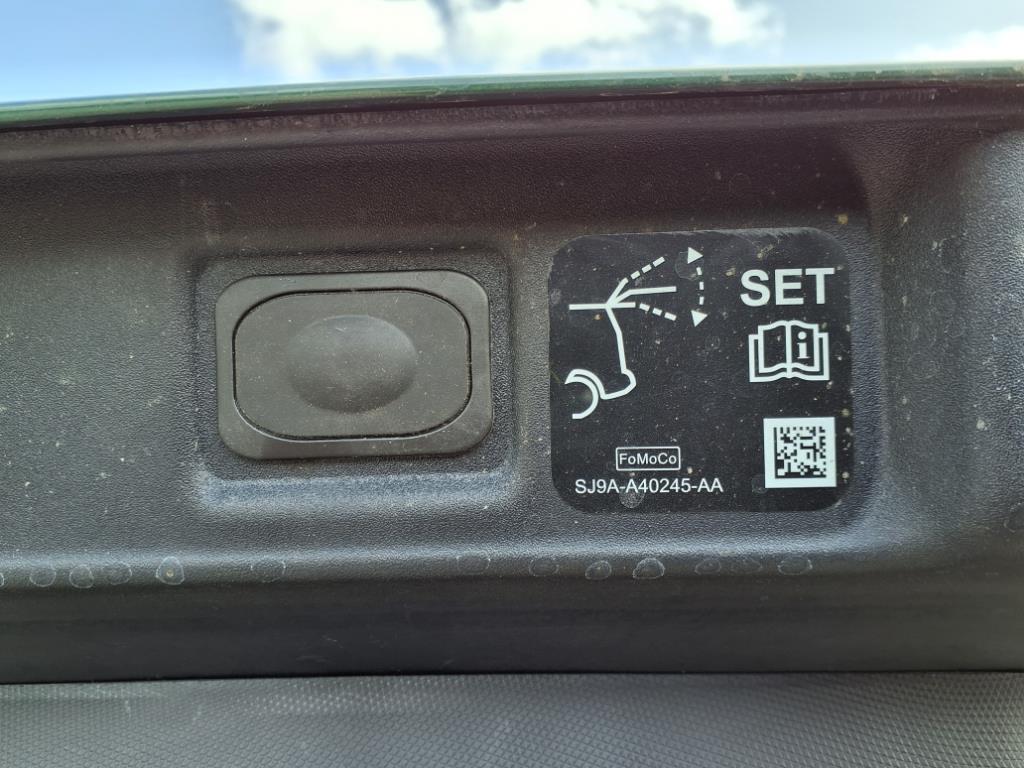 SET
i
FoMoCo
SJ9A-A40245-AA